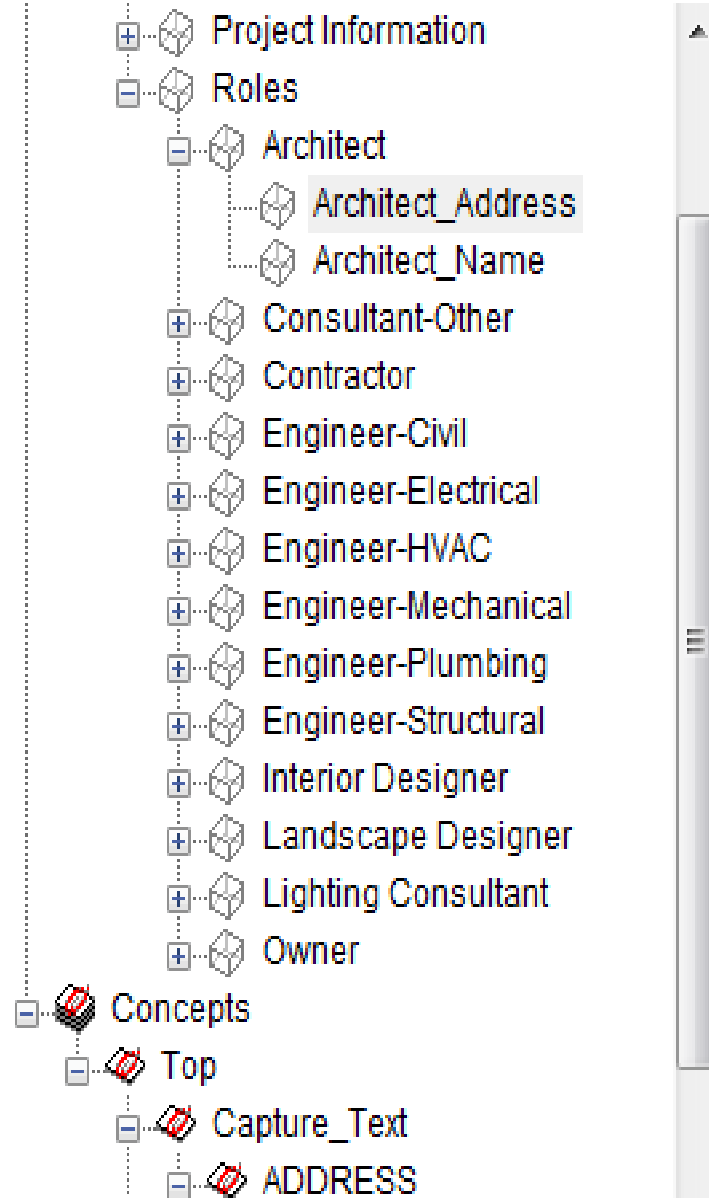 Project Information
Roles
Architect
Architect_Address
Architect_Name
Consultant-Other
Contractor
Engineer-Civil
Engineer-Electrical
Engineer-HVAC
Engineer-Mechanical
Engineer-Plumbing
Engineer-Structural
Interior Designer
Landscape Designer
Lighting Consultant
Owner
Concepts
Top
Capture_Text
ADDRESS